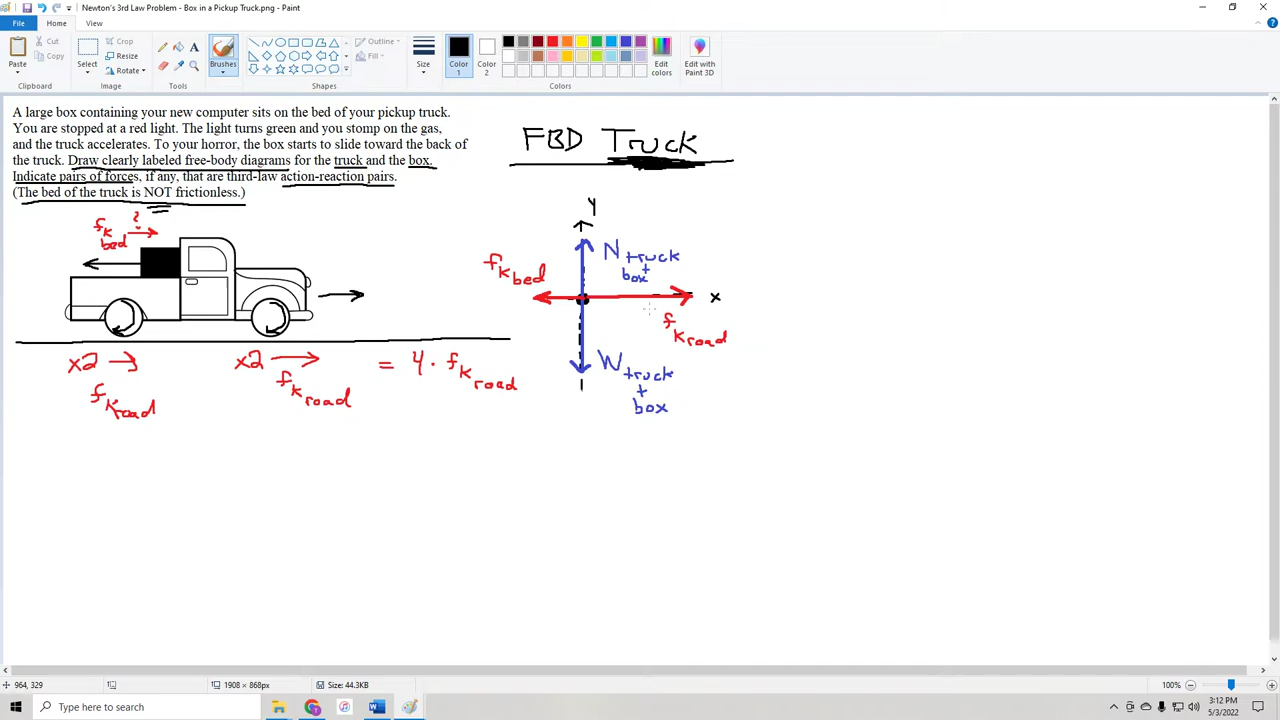 Newton's 3rd Law Problem - Box in a Pickup Truck.png - Paint
File
Home
View
Paste
Cut
Copy
Clipboard
Select
Crop
Resize
Rotate
Image
Tools
Brushes
Outline
Fill
Shapes
Size
Color
1
Color
2
Edit
colors
Colors
Edit with
Paint 3D
A large box containing your new computer sits on the bed of your pickup truck.
You are stopped at a red light. The light turns green and you stomp on the gas,
and the truck accelerates. To your horror, the box starts to slide toward the back of
the truck. Draw clearly labeled free-body diagrams for the truck and the box.
Indicate pairs of forces, if any, that are third-law action-reaction pairs.
(The bed of the truck is NOT frictionless.)
fk bed
?
x2
fk road
x2
fk road
= 4 · fk road
FBD Truck
y
N truck + box
fk bed
x
fk road
W truck + box
964, 329
1908 × 868px
Size: 44.3KB
100%
Type here to search
3:12 PM
5/3/2022